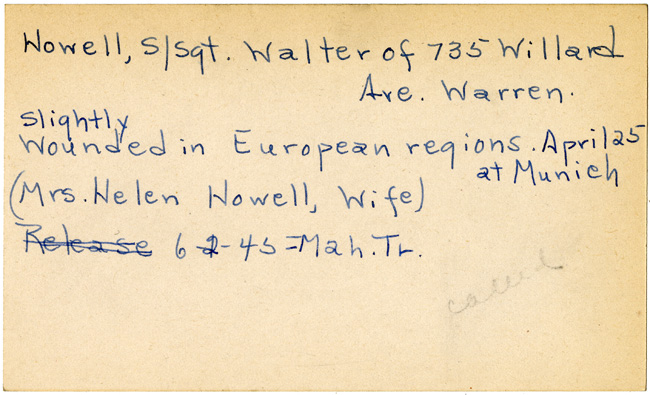 Howell, S/Sgt. Walter of 735 Willard
Ave. Warren.
slightly
Wounded in European regions. April 25
at Munich
(Mrs. Helen Howell, Wife)
Release 6-2-45=Mah. Tr.
called